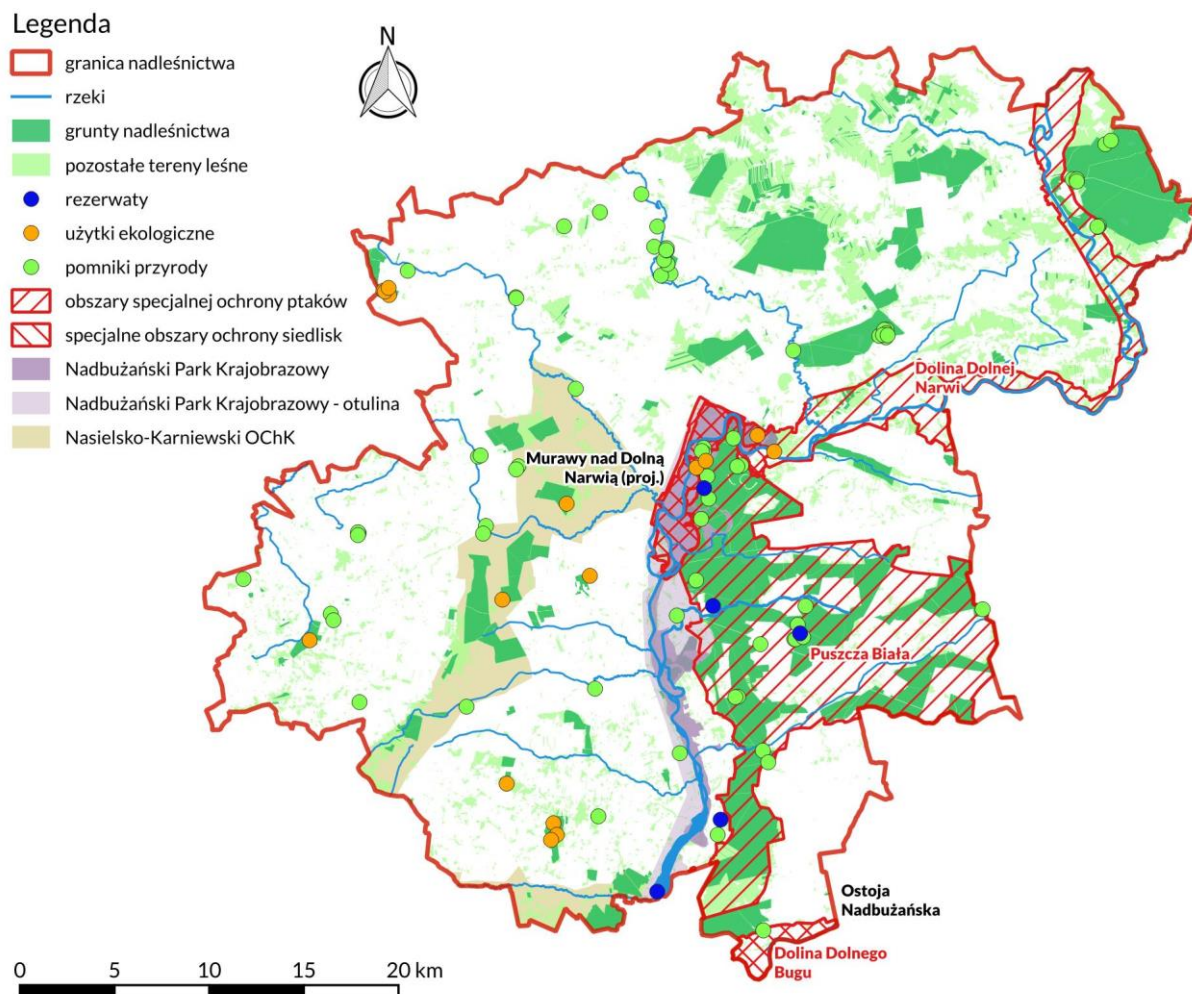 Legenda
granica nadleśnictwa
rzeki
grunty nadleśnictwa
pozostałe tereny leśne
rezerwaty
użytki ekologiczne
pomniki przyrody
obszary specjalnej ochrony ptaków
specjalne obszary ochrony siedlisk
Nadbużański Park Krajobrazowy
Nadbużański Park Krajobrazowy - otulina
Nasielsko-Karniewski OChK
N
Dolina Dolnej
Narwi
Murawy nad Dolną
Narwią (proj.)
Puszcza Biała
Ostoja
Nadbużańska
Dolina Dolnego
Bugu
0 5 10 15 20 km